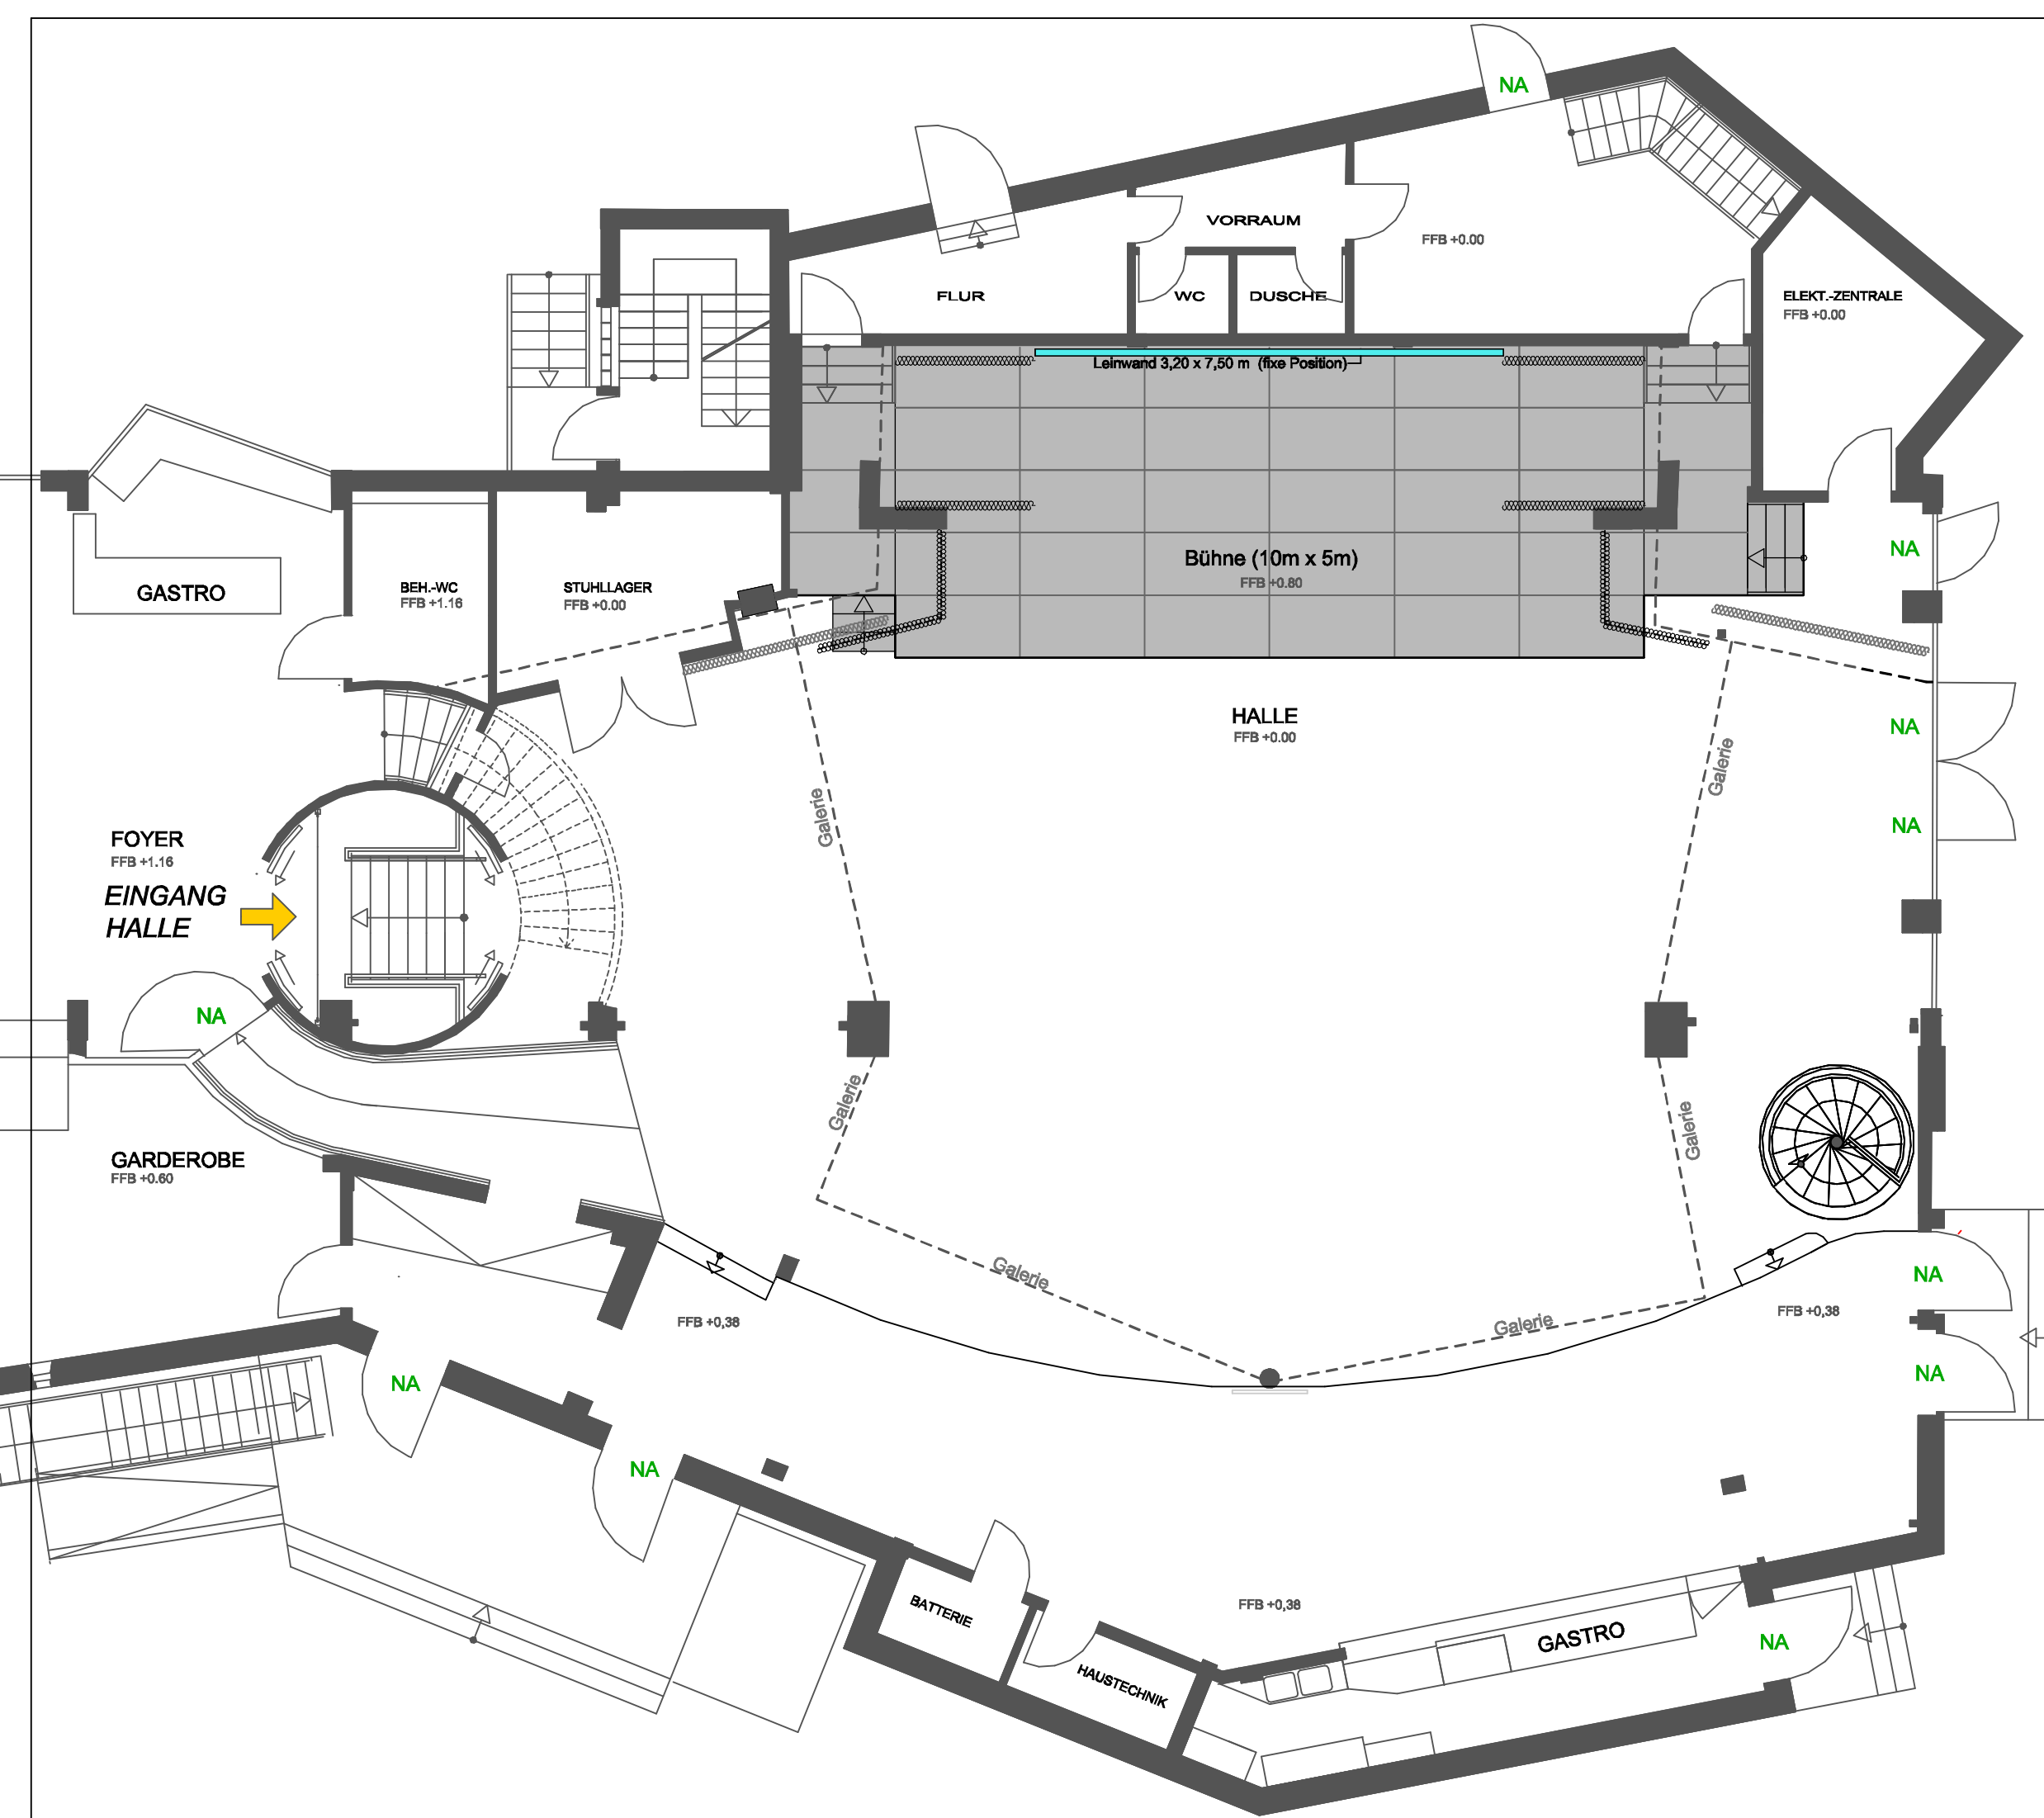 NA
VORRAUM
FFB +0.00
FLUR
WC
DUSCHE
ELEKT.-ZENTRALE
FFB +0.00
Leinwand 3,20 x 7,50 m (fixe Position)
NA
Bühne (10m x 5m)
FFB +0.80
GASTRO
BEH.-WC
FFB +1.16
STUHLLAGER
FFB +0.00
HALLE
FFB +0.00
NA
Galerie
Galerie
NA
FOYER
FFB +1.16
EINGANG
HALLE
NA
Galerie
Galerie
GARDEROBE
FFB +0.60
Galerie
NA
FFB +0,38
Galerie
FFB +0,38
NA
NA
NA
BATTERIE
FFB +0,38
GASTRO
NA
HAUSTECHNIK